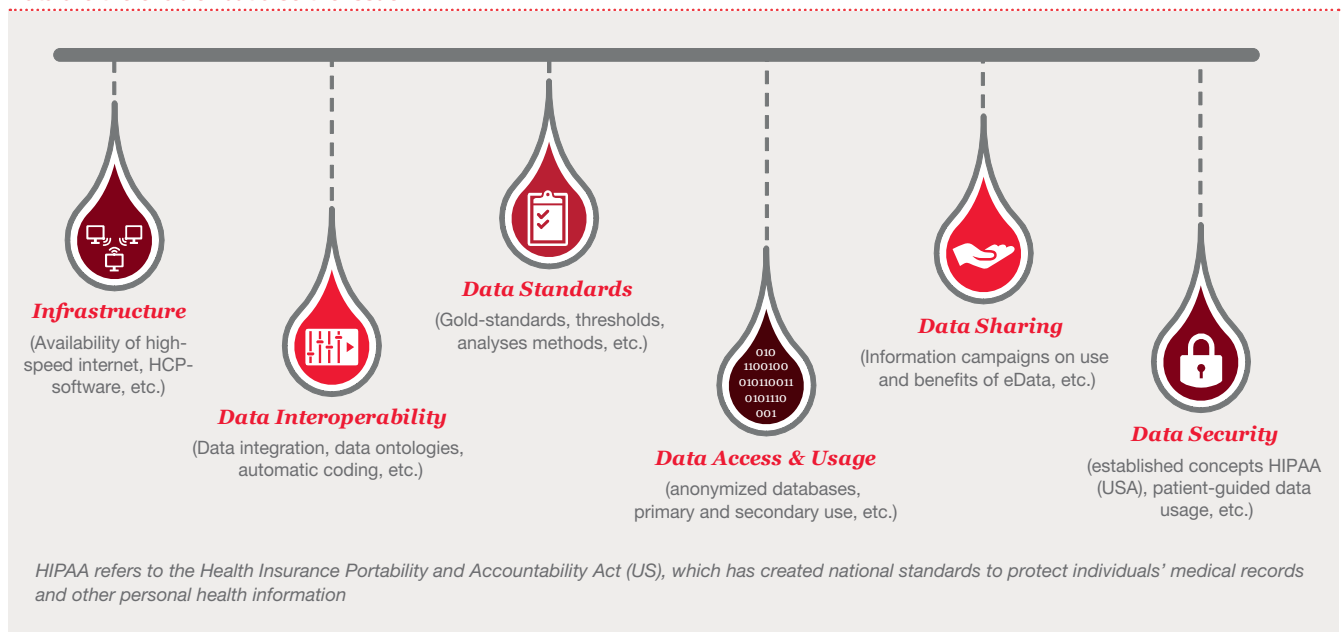 Infrastructure
(Availability of high-
speed internet, HCP-
software, etc.)
Data Interoperability
(Data integration, data ontologies,
automatic coding, etc.)
Data Standards
(Gold-standards, thresholds,
analyses methods, etc.)
010
1100100
010110011
0101110
001
Data Access & Usage
(anonymized databases,
primary and secondary use, etc.)
Data Sharing
(Information campaigns on use
and benefits of eData, etc.)
Data Security
(established concepts HIPAA
(USA), patient-guided data
usage, etc.)
HIPAA refers to the Health Insurance Portability and Accountability Act (US), which has created national standards to protect individuals’ medical records
and other personal health information